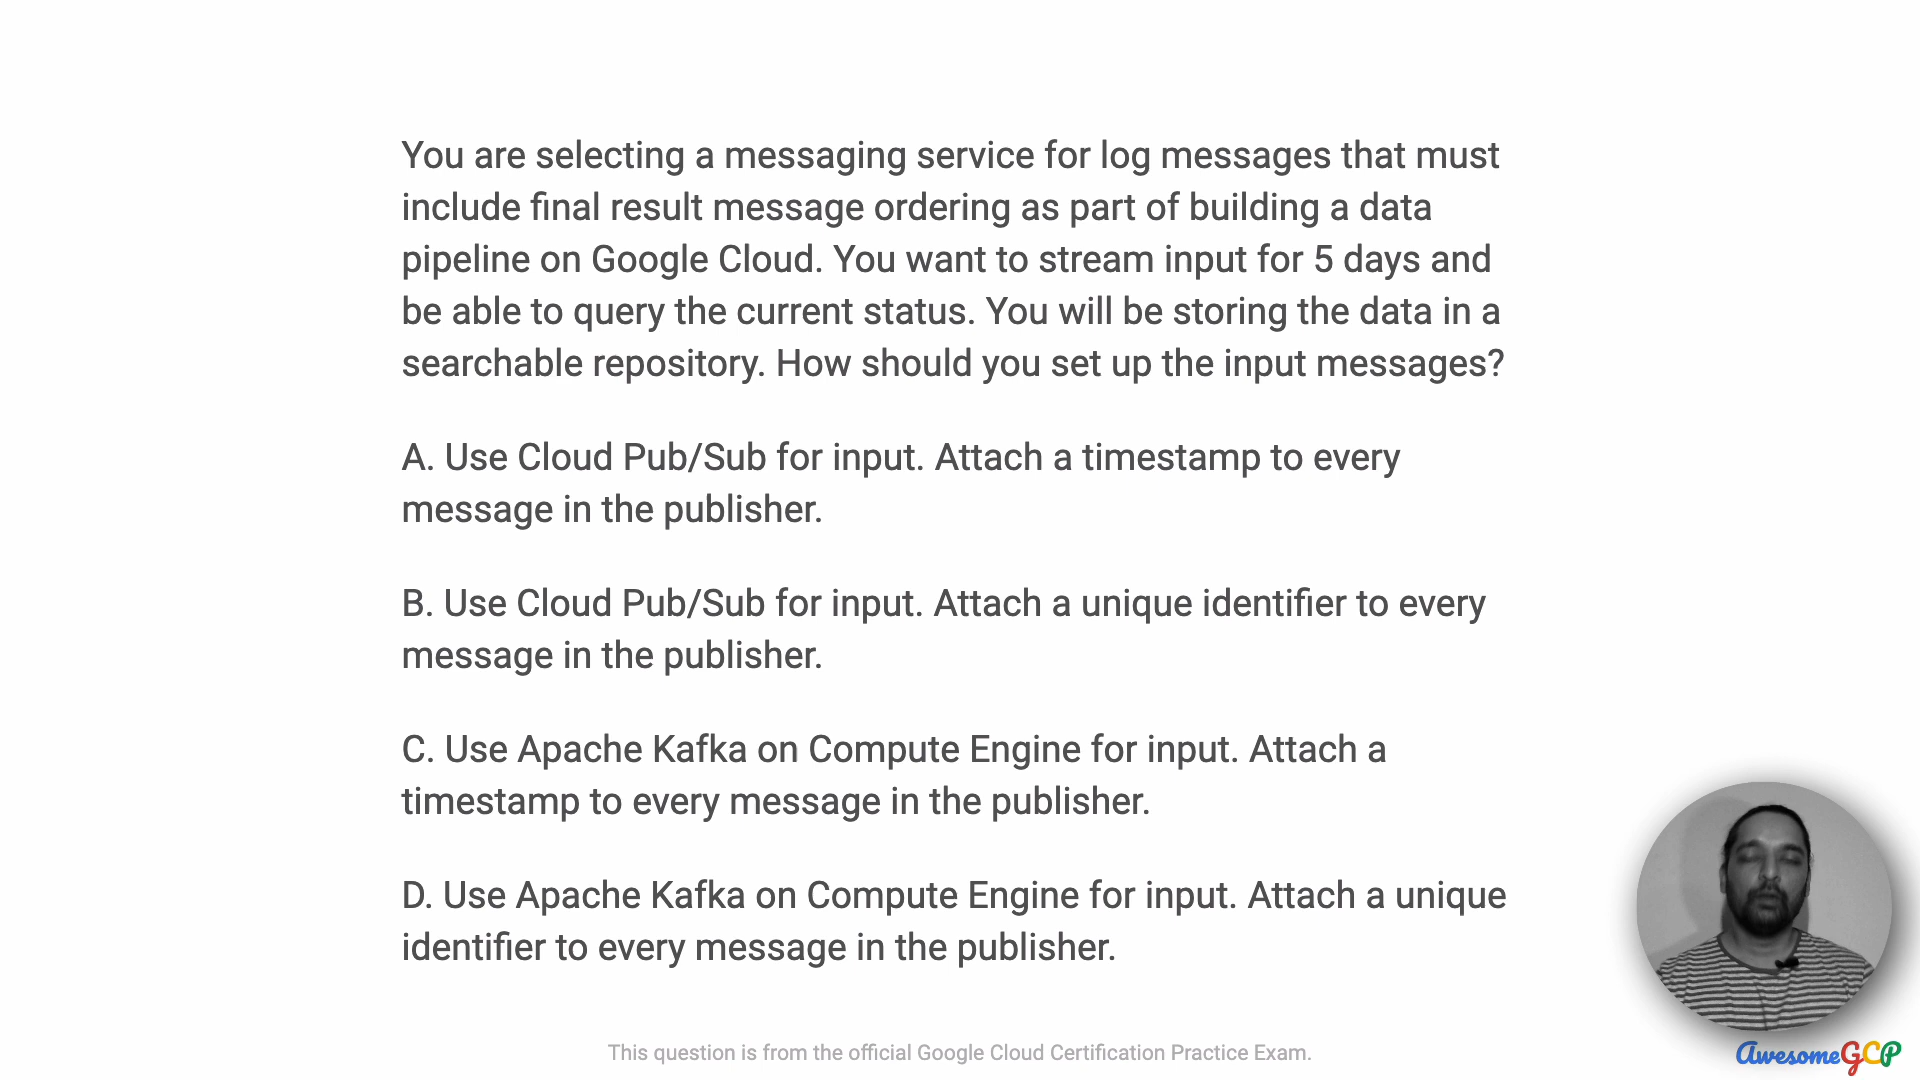 You are selecting a messaging service for log messages that must
include final result message ordering as part of building a data
pipeline on Google Cloud. You want to stream input for 5 days and
be able to query the current status. You will be storing the data in a
searchable repository. How should you set up the input messages?
A. Use Cloud Pub/Sub for input. Attach a timestamp to every
message in the publisher.
B. Use Cloud Pub/Sub for input. Attach a unique identifier to every
message in the publisher.
C. Use Apache Kafka on Compute Engine for input. Attach a
timestamp to every message in the publisher.
D. Use Apache Kafka on Compute Engine for input. Attach a unique
identifier to every message in the publisher.
This question is from the official Google Cloud Certification Practice Exam.
AwesomeGCP